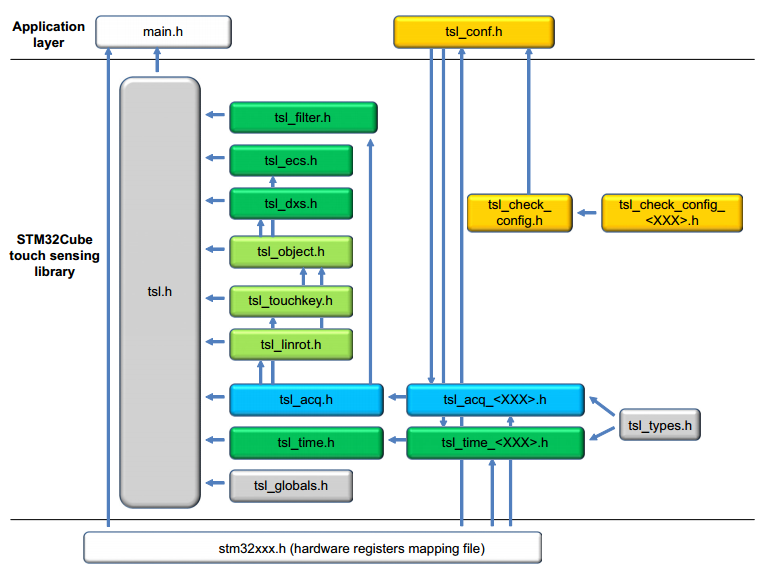 Application
layer
main.h
tsl_conf.h
STM32Cube
touch sensing
library
tsl.h
tsl_filter.h
tsl_ecs.h
tsl_dxs.h
tsl_object.h
tsl_touchkey.h
tsl_linrot.h
tsl_acq.h
tsl_time.h
tsl_globals.h
tsl_check_
config.h
tsl_check_config_
<XXX>.h
tsl_acq_<XXX>.h
tsl_time_<XXX>.h
tsl_types.h
stm32xxx.h (hardware registers mapping file)